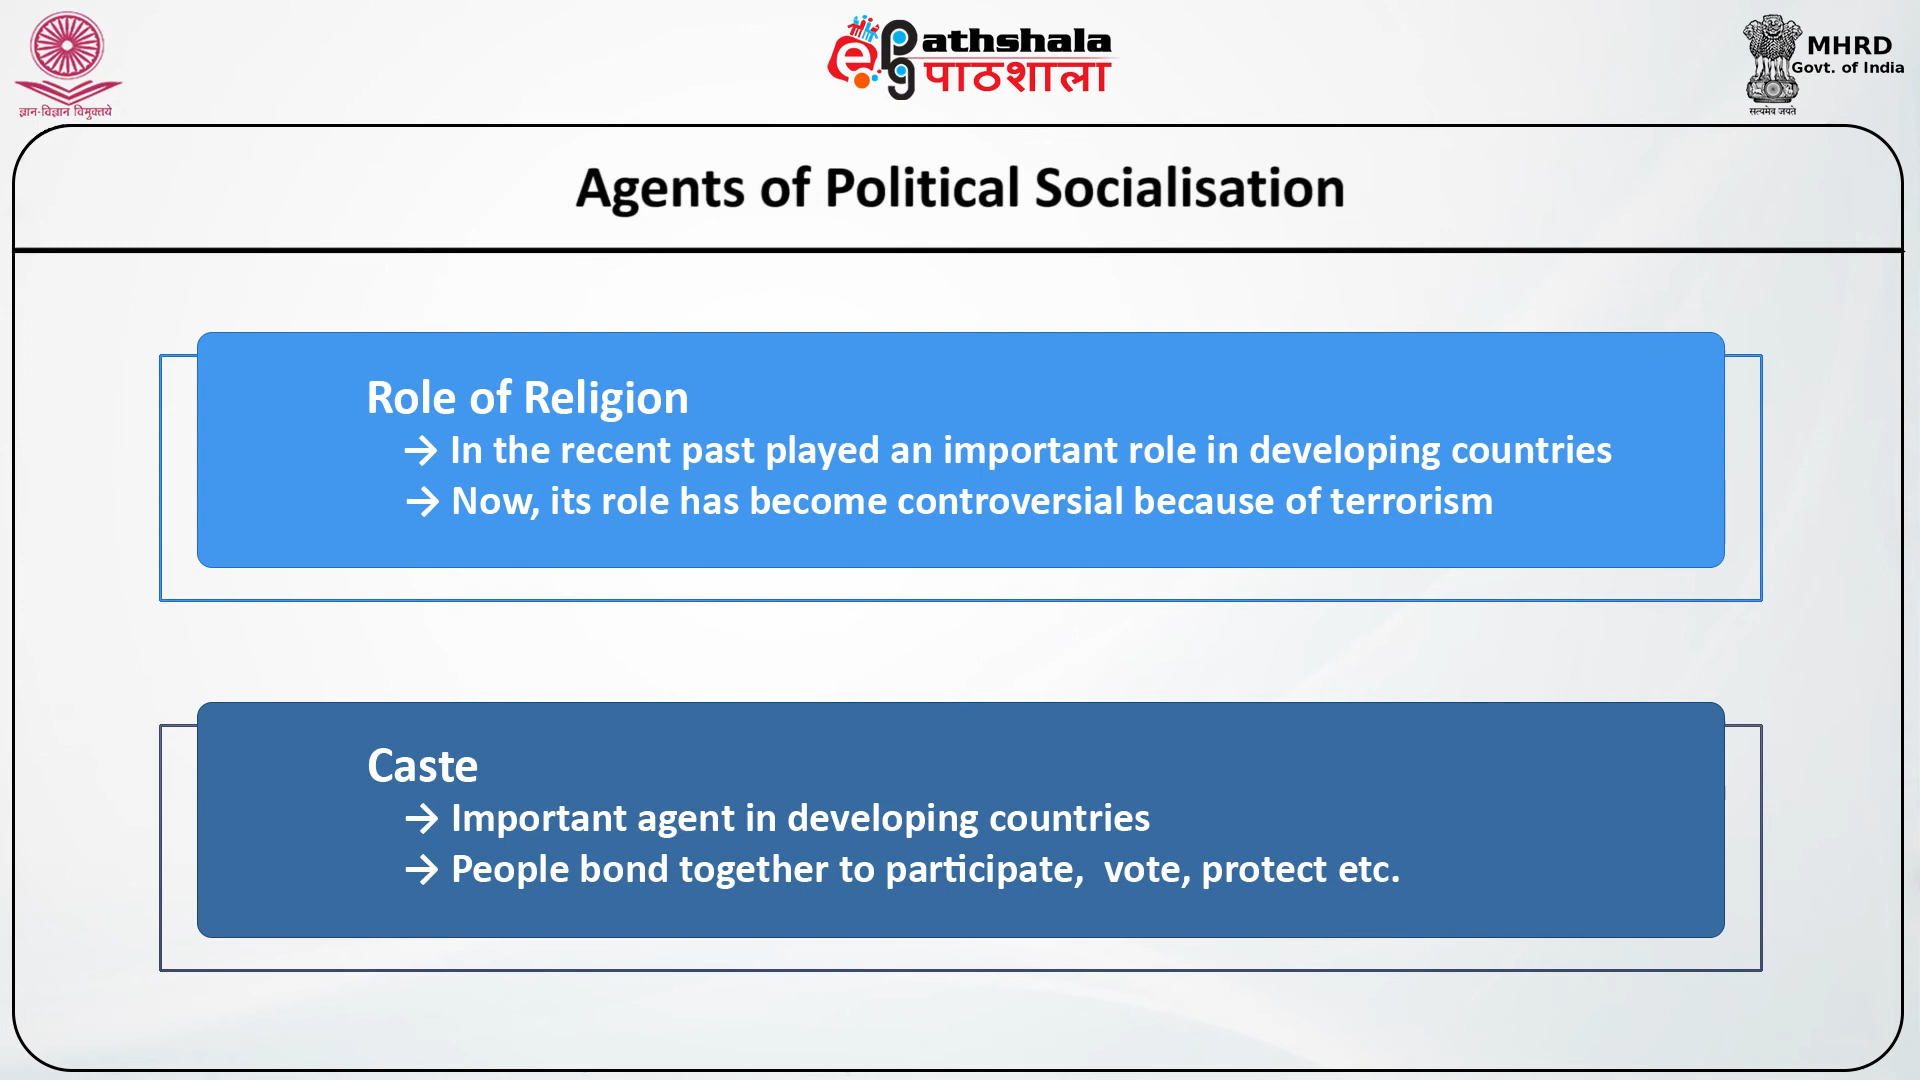 ज्ञान-विज्ञान विमुक्तये
epg athshala
पाठशाला
MHRD
Govt. of India
सत्यमेव जयते
Agents of Political Socialisation
Role of Religion
→ In the recent past played an important role in developing countries
→ Now, its role has become controversial because of terrorism
Caste
→ Important agent in developing countries
→ People bond together to participate,  vote, protect etc.